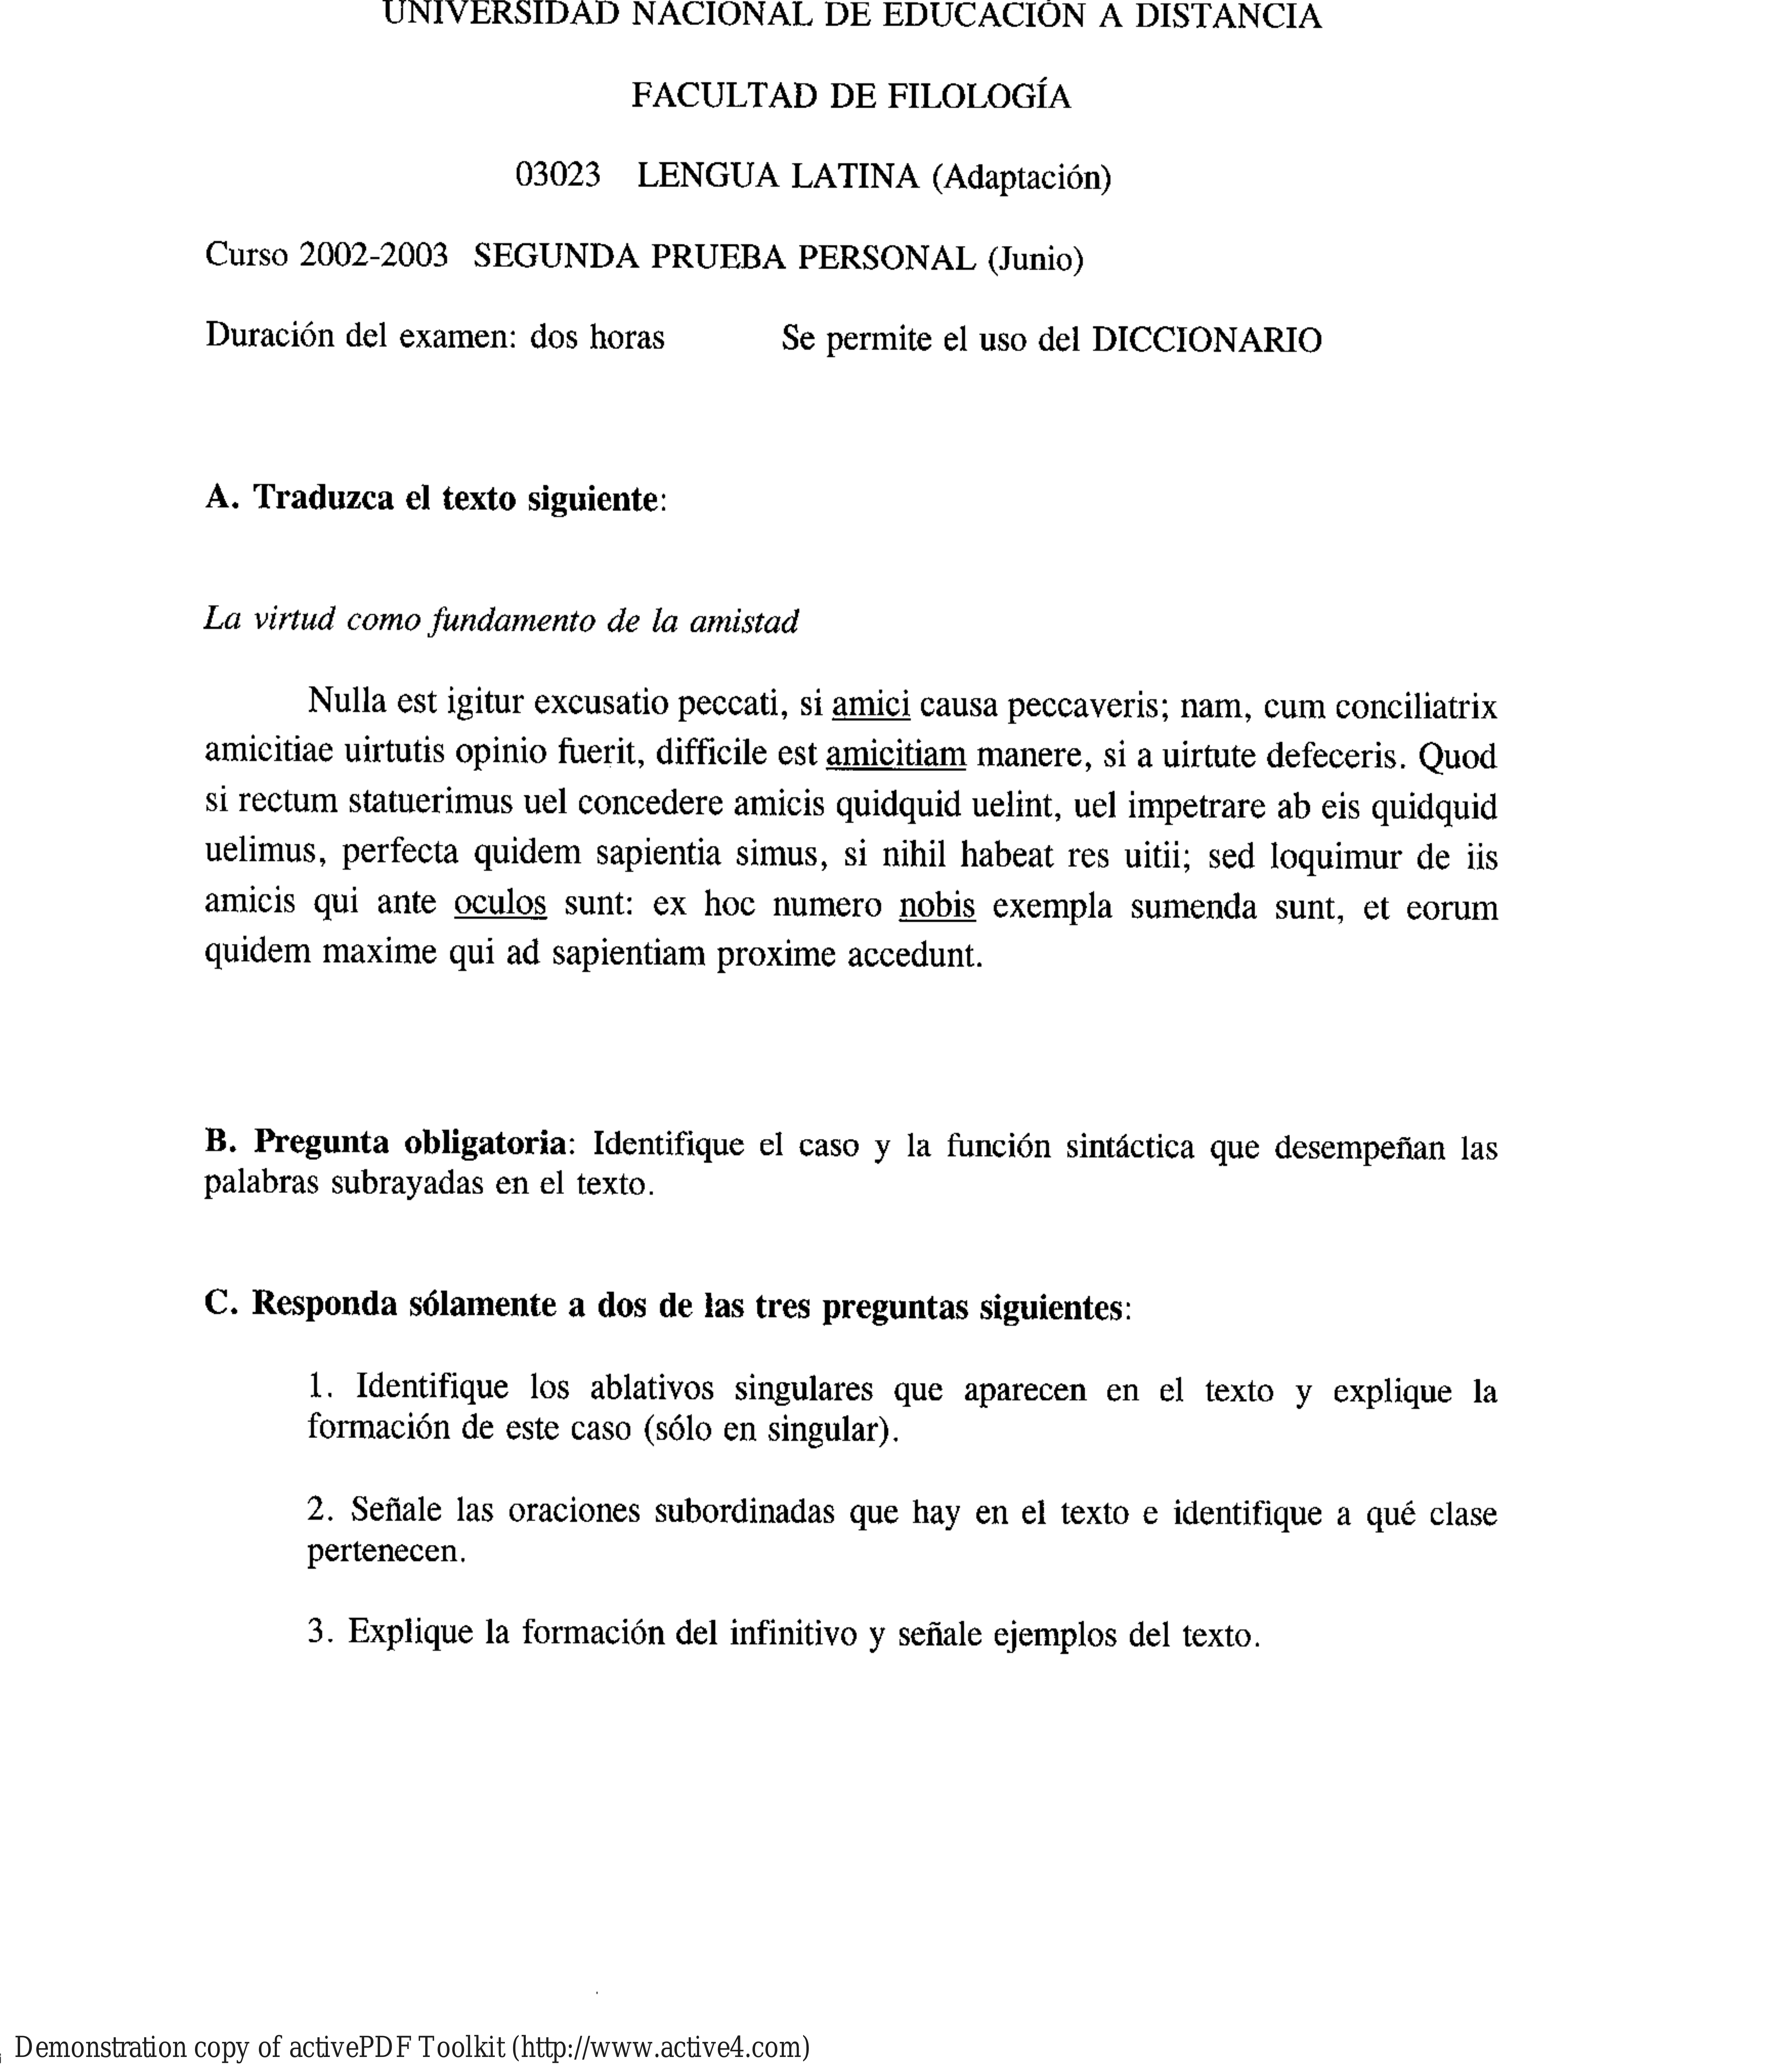 UNIVERSIDAD NACIONAL DE EDUCACIÓN A DISTANCIA
FACULTAD DE FILOLOGÍA
03023 LENGUA LATINA (Adaptación)
Curso 2002-2003 SEGUNDA PRUEBA PERSONAL (Junio)
Duración del examen: dos horas Se permite el uso del DICCIONARIO
A. Traduzca el texto siguiente:
La virtud como fundamento de la amistad
Nulla est igitur excusatio peccati, si amici causa peccaveris; nam, cum conciliatrix
amicitiae uirtutis opinio fuerit, difficile est amicitiam manere, si a uirtute defeceris. Quod
si rectum statuerimus uel concedere amicis quidquid uelint, uel impetrare ab eis quidquid
uelimus, perfecta quidem sapientia simus, si nihil habeat res uitii; sed loquimur de iis
amicis qui ante oculos sunt: ex hoc numero nobis exempla sumenda sunt, et eorum
quidem maxime qui ad sapientiam proxime accedunt.
B. Pregunta obligatoria: Identifique el caso y la función sintáctica que desempeñan las
palabras subrayadas en el texto.
C. Responda sólamente a dos de las tres preguntas siguientes:
1. Identifique los ablativos singulares que aparecen en el texto y explique la
formación de este caso (sólo en singular).
2. Señale las oraciones subordinadas que hay en el texto e identifique a qué clase
pertenecen.
3. Explique la formación del infinitivo y señale ejemplos del texto.
Demonstration copy of activePDF Toolkit (http://www.active4.com)